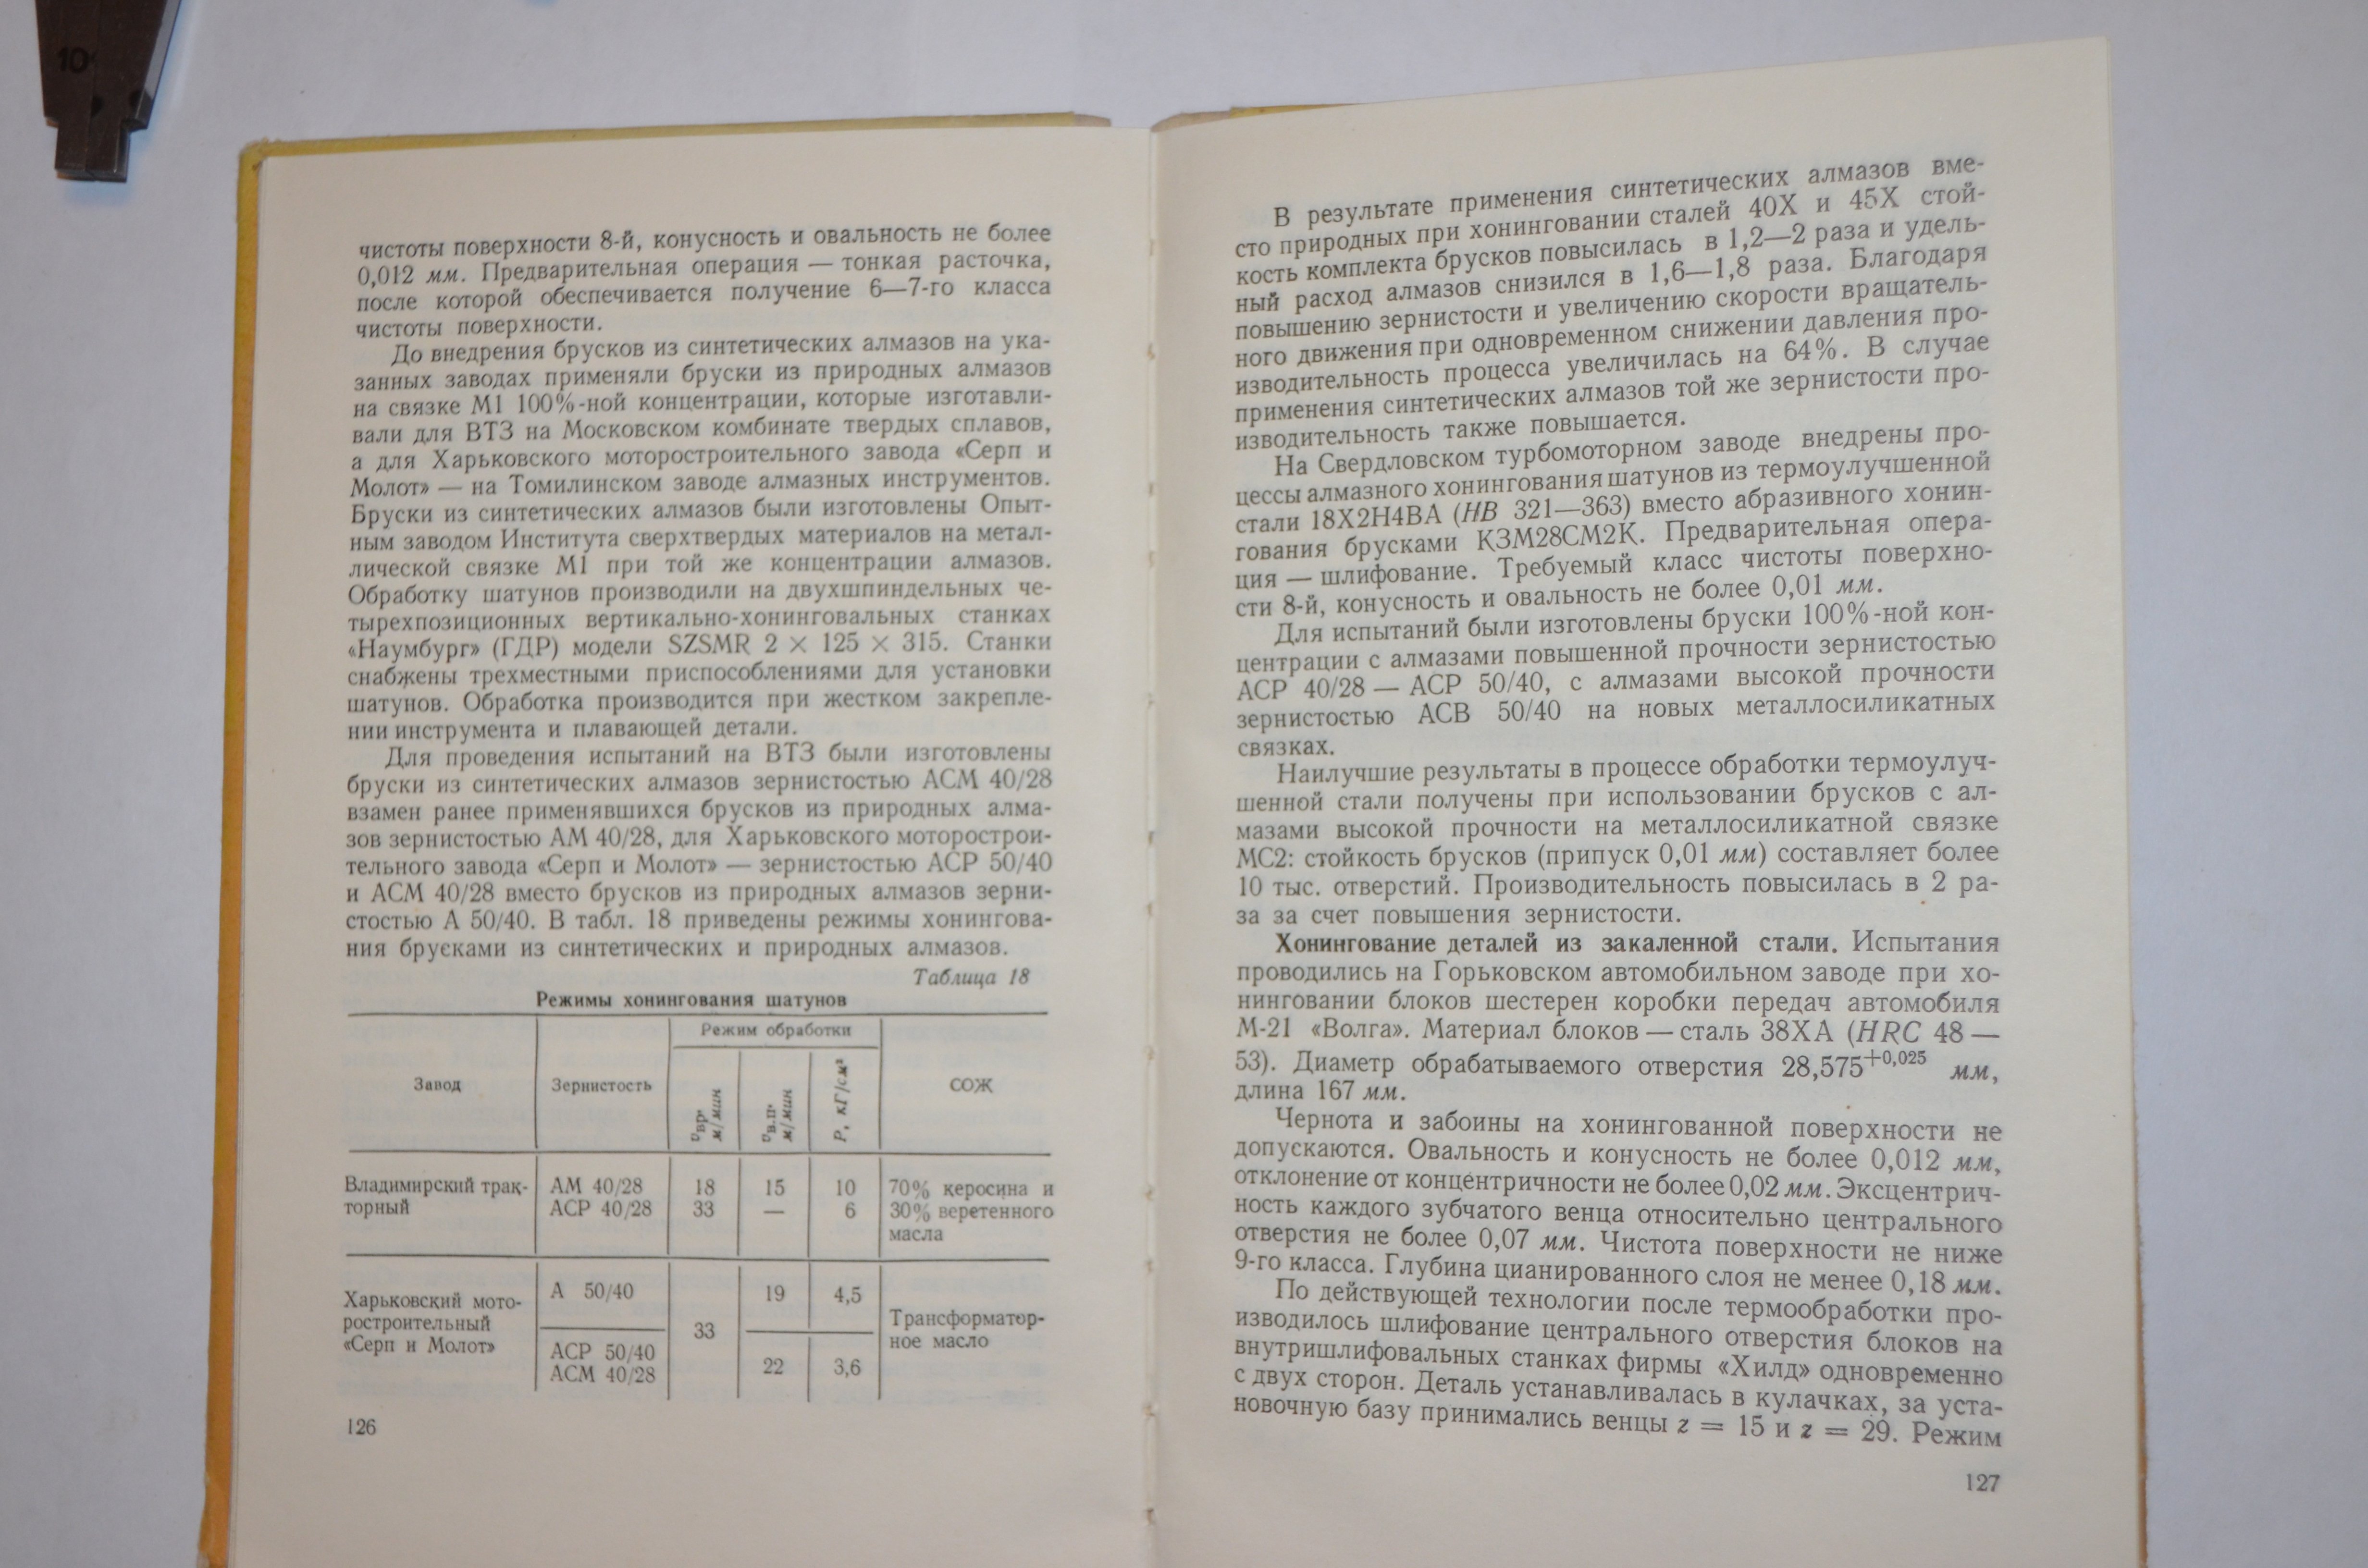 10
чистоты поверхности 8-й, конусность и овальность не более
0,012 мм. Предварительная операция — тонкая расточка,
после которой обеспечивается получение 6—7-го класса
чистоты поверхности.
До внедрения брусков из синтетических алмазов на ука-
занных заводах применяли бруски из природных алмазов
на связке М1 100%-ной концентрации, которые изготавли-
вали для ВТЗ на Московском комбинате твердых сплавов,
а для Харьковского моторостроительного завода «Серп и
Молот» — на Томилинском заводе алмазных инструментов.
Бруски из синтетических алмазов были изготовлены Опыт-
ным заводом Института сверхтвердых материалов на метал-
лической связке М1 при той же концентрации алмазов.
Обработку шатунов производили на двухшпиндельных че-
тырехпозиционных вертикально-хонинговальных станках
«Наумбург» (ГДР) модели SZSMR 2 × 125 × 315. Станки
снабжены трехместными приспособлениями для установки
шатунов. Обработка производится при жестком закрепле-
нии инструмента и плавающей детали.
Для проведения испытаний на ВТЗ были изготовлены
бруски из синтетических алмазов зернистостью АСМ 40/28
взамен ранее применявшихся брусков из природных алма-
зов зернистостью АМ 40/28, для Харьковского моторострои-
тельного завода «Серп и Молот» — зернистостью АСР 50/40
и АСМ 40/28 вместо брусков из природных алмазов зерни-
стостью А 50/40. В табл. 18 приведены режимы хонингова-
ния брусками из синтетических и природных алмазов.
Таблица 18
Режимы хонингования шатунов
Режим обработки
Завод Зернистость vвр. м/мин vв.п. м/мин P, кГ/см² СОЖ
Владимирский трак- АМ 40/28 18 15 10 70% керосина и
торный АСР 40/28 33 — 6 30% веретенного
масла
А 50/40 19 4,5
Харьковский мото-
ростроительный 33 Трансформатор-
«Серп и Молот» ное масло
АСР 50/40
АСМ 40/28 22 3,6
126
В результате применения синтетических алмазов вме-
сто природных при хонинговании сталей 40Х и 45Х стой-
кость комплекта брусков повысилась в 1,2—2 раза и удель-
ный расход алмазов снизился в 1,6—1,8 раза. Благодаря
повышению зернистости и увеличению скорости вращатель-
ного движения при одновременном снижении давления про-
изводительность процесса увеличилась на 64%. В случае
применения синтетических алмазов той же зернистости про-
изводительность также повышается.
На Свердловском турбомоторном заводе внедрены про-
цессы алмазного хонингования шатунов из термоулучшенной
стали 18Х2Н4ВА (НВ 321—363) вместо абразивного хонин-
гования брусками КЗМ28СМ2К. Предварительная опера-
ция — шлифование. Требуемый класс чистоты поверхно-
сти 8-й, конусность и овальность не более 0,01 мм.
Для испытаний были изготовлены бруски 100%-ной кон-
центрации с алмазами повышенной прочности зернистостью
АСР 40/28 — АСР 50/40, с алмазами высокой прочности
зернистостью АСВ 50/40 на новых металлосиликатных
связках.
Наилучшие результаты в процессе обработки термоулуч-
шенной стали получены при использовании брусков с ал-
мазами высокой прочности на металлосиликатной связке
МС2: стойкость брусков (припуск 0,01 мм) составляет более
10 тыс. отверстий. Производительность повысилась в 2 ра-
за за счет повышения зернистости.
Хонингование деталей из закаленной стали. Испытания
проводились на Горьковском автомобильном заводе при хо-
нинговании блоков шестерен коробки передач автомобиля
М-21 «Волга». Материал блоков — сталь 38ХА (HRC 48 —
53). Диаметр обрабатываемого отверстия 28,575+0,025 мм,
длина 167 мм.
Чернота и забоины на хонингованной поверхности не
допускаются. Овальность и конусность не более 0,012 мм,
отклонение от концентричности не более 0,02 мм. Эксцентрич-
ность каждого зубчатого венца относительно центрального
отверстия не более 0,07 мм. Чистота поверхности не ниже
9-го класса. Глубина цианированного слоя не менее 0,18 мм.
По действующей технологии после термообработки про-
изводилось шлифование центрального отверстия блоков на
внутришлифовальных станках фирмы «Хилд» одновременно
с двух сторон. Деталь устанавливалась в кулачках, за уста-
новочную базу принимались венцы z = 15 и z = 29. Режим
127